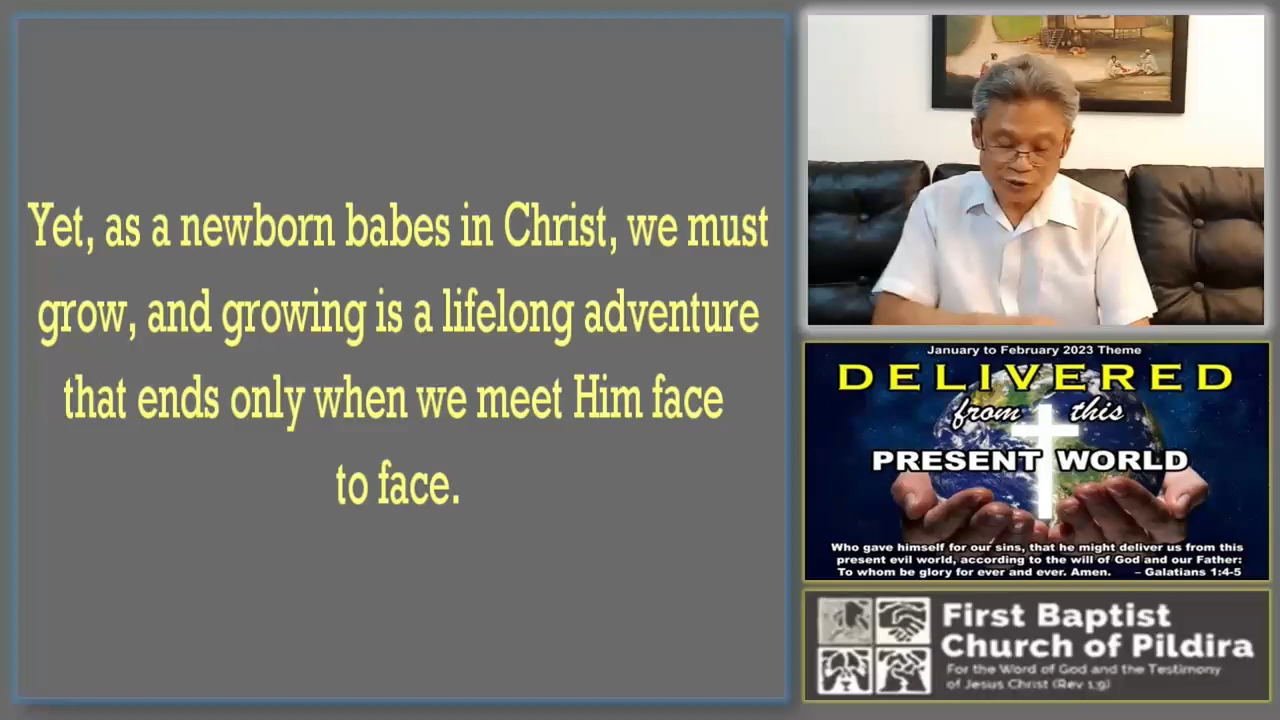 Yet, as a newborn babes in Christ, we must
grow, and growing is a lifelong adventure
that ends only when we meet Him face
to face.
January to February 2023 Theme
DELIVERED
from this
PRESENT WORLD
Who gave himself for our sins, that he might deliver us from this
present evil world, according to the will of God and our Father:
To whom be glory for ever and ever. Amen. – Galatians 1:4-5
First Baptist
Church of Pildira
For the Word of God and the Testimony
of Jesus Christ (Rev 1:9)